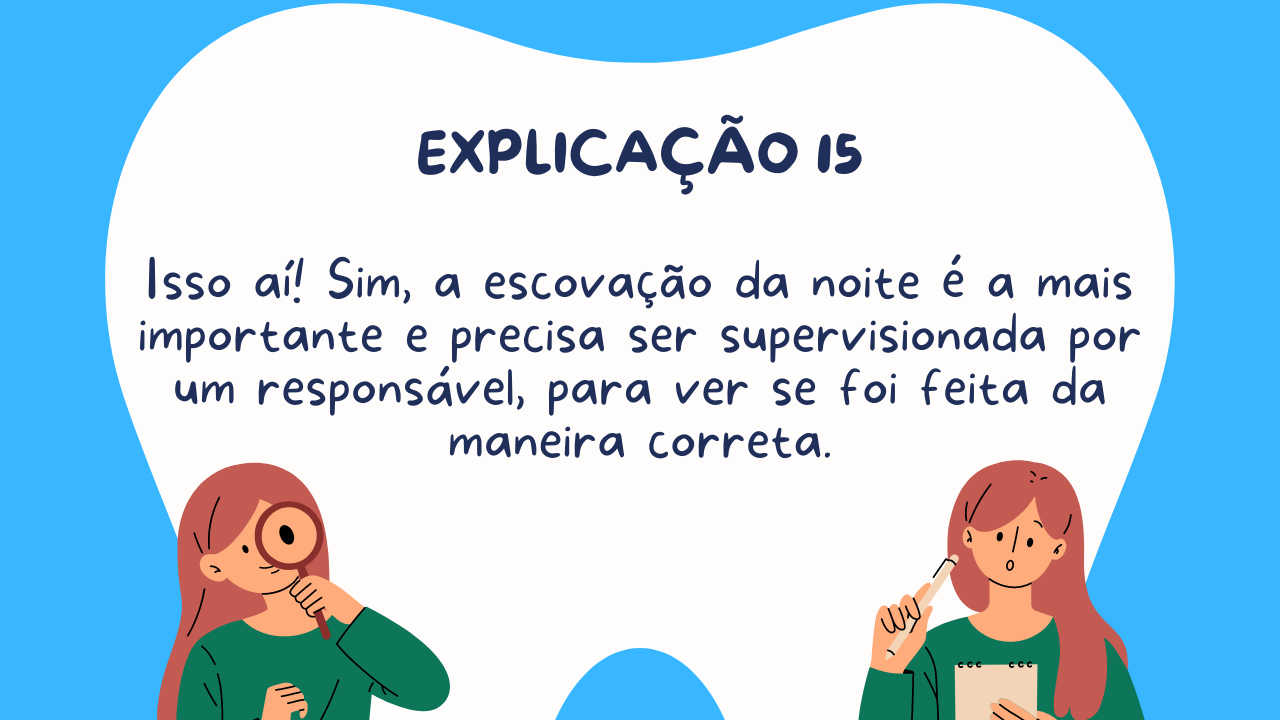 EXPLICAÇÃO 15
Isso aí! Sim, a escovação da noite é a mais
importante e precisa ser supervisionada por
um responsável, para ver se foi feita da
maneira correta.